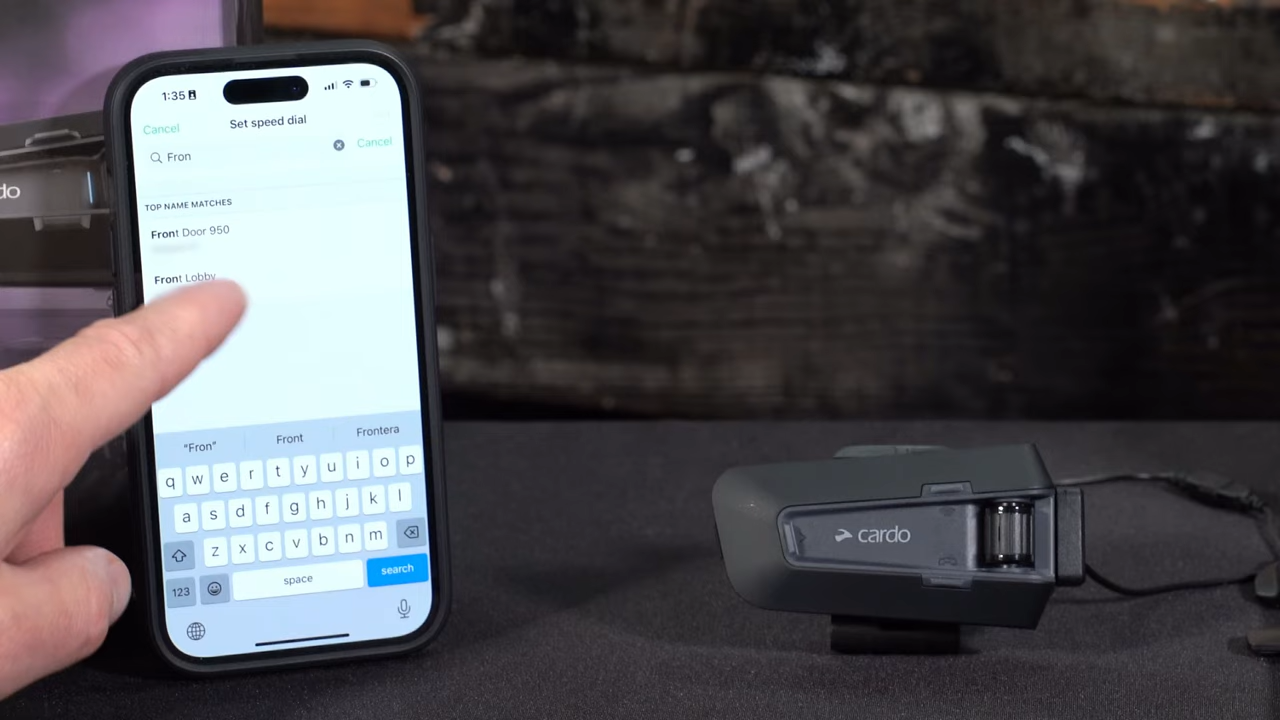 1:35
Cancel
Set speed dial
Fron
Cancel
TOP NAME MATCHES
Front Door 950
Front Lobby
"Fron"
Front
Frontera
q w e r t y u i o p
a s d f g h j k l
z x c v b n m
123
space
search
do
cardo